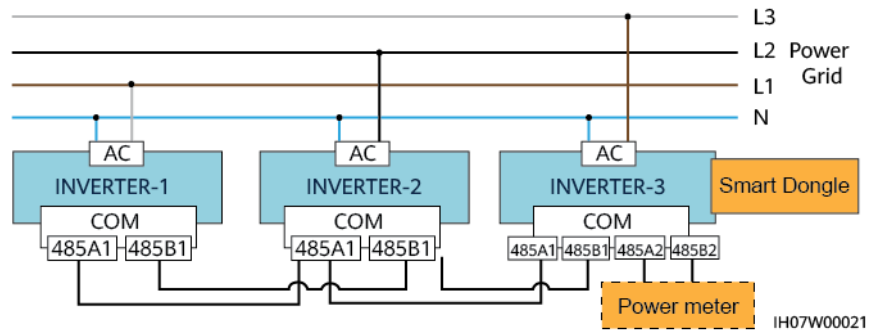 L3
L2 Power
Grid
L1
N
AC AC AC
INVERTER-1 INVERTER-2 INVERTER-3 Smart Dongle
COM COM COM
485A1 485B1 485A1 485B1 485A1 485B1 485A2 485B2
Power meter
IH07W00021